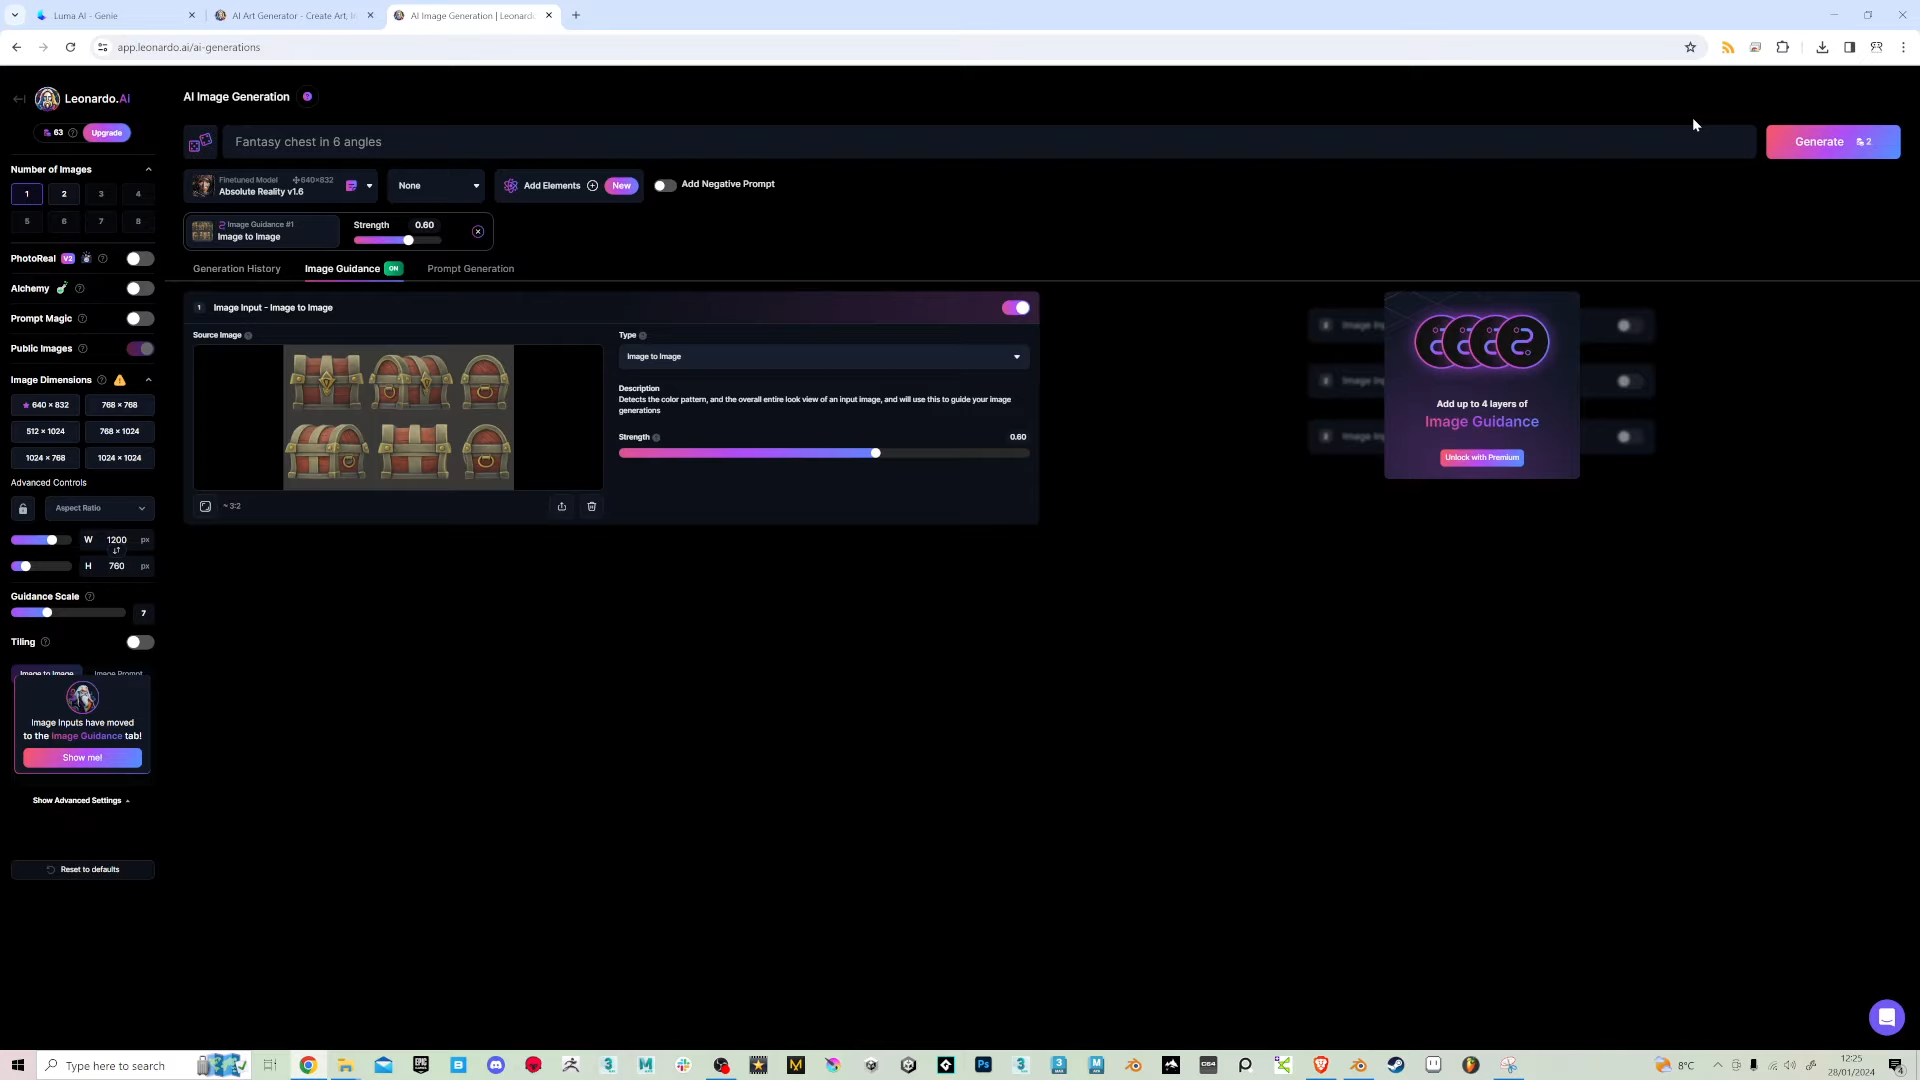 Luma AI - Genie
AI Art Generator - Create Art, I
AI Image Generation | Leonardo
app.leonardo.ai/ai-generations
Leonardo.Ai
63
Upgrade
Number of Images
1 2 3 4
5 6 7 8
PhotoReal V2
Alchemy
Prompt Magic
Public Images
Image Dimensions
640 × 832 768 × 768
512 × 1024 768 × 1024
1024 × 768 1024 × 1024
Advanced Controls
Aspect Ratio
W 1200 px
H 760 px
Guidance Scale
7
Tiling
Image to Image Image Prompt
Image Inputs have moved
to the Image Guidance tab!
Show me!
Show Advanced Settings
Reset to defaults
AI Image Generation
Fantasy chest in 6 angles
Generate 2
Finetuned Model 640×832
Absolute Reality v1.6
None
Add Elements New
Add Negative Prompt
Image Guidance #1
Image to Image
Strength 0.60
Generation History
Image Guidance ON
Prompt Generation
1 Image Input - Image to Image
Source Image
≈ 3:2
Type
Image to Image
Description
Detects the color pattern, and the overall entire look view of an input image, and will use this to guide your image
generations
Strength 0.60
Add up to 4 layers of
Image Guidance
Unlock with Premium
Type here to search
8°C
12:25
28/01/2024